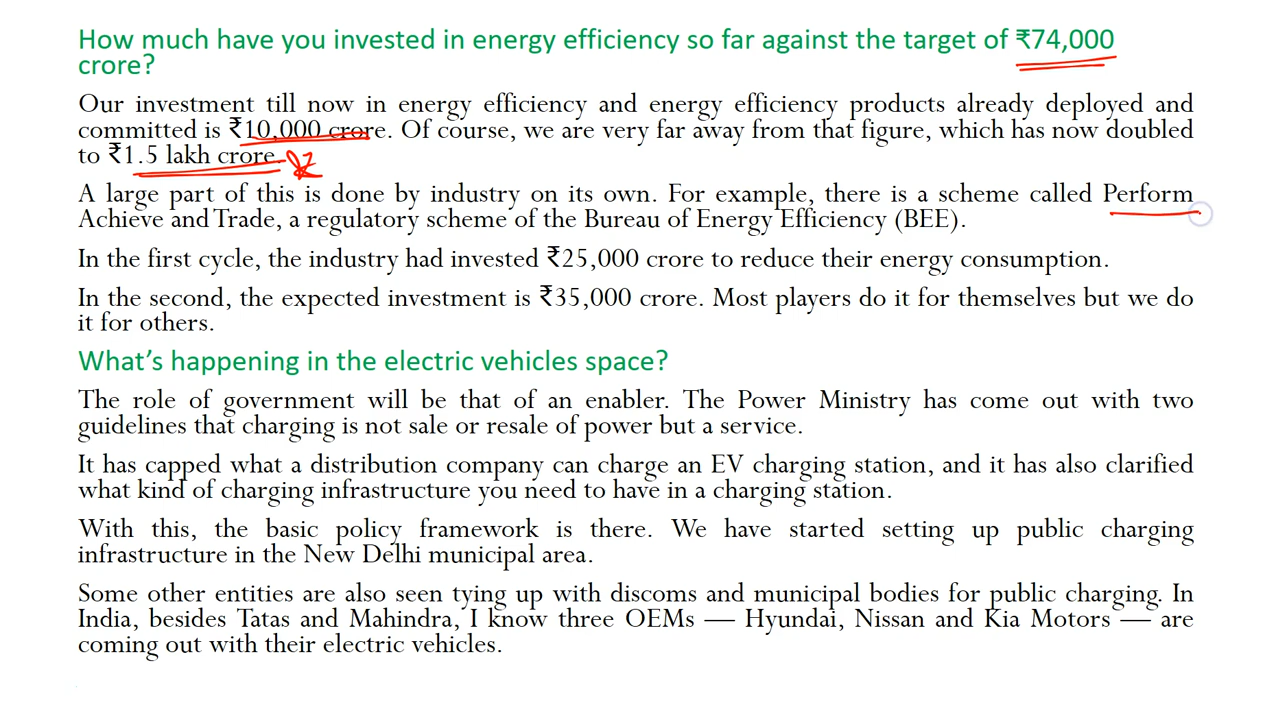 How much have you invested in energy efficiency so far against the target of ₹74,000
crore?
Our investment till now in energy efficiency and energy efficiency products already deployed and
committed is ₹10,000 crore. Of course, we are very far away from that figure, which has now doubled
to ₹1.5 lakh crore.
A large part of this is done by industry on its own. For example, there is a scheme called Perform
Achieve and Trade, a regulatory scheme of the Bureau of Energy Efficiency (BEE).
In the first cycle, the industry had invested ₹25,000 crore to reduce their energy consumption.
In the second, the expected investment is ₹35,000 crore. Most players do it for themselves but we do
it for others.
What's happening in the electric vehicles space?
The role of government will be that of an enabler. The Power Ministry has come out with two
guidelines that charging is not sale or resale of power but a service.
It has capped what a distribution company can charge an EV charging station, and it has also clarified
what kind of charging infrastructure you need to have in a charging station.
With this, the basic policy framework is there. We have started setting up public charging
infrastructure in the New Delhi municipal area.
Some other entities are also seen tying up with discoms and municipal bodies for public charging. In
India, besides Tatas and Mahindra, I know three OEMs — Hyundai, Nissan and Kia Motors — are
coming out with their electric vehicles.